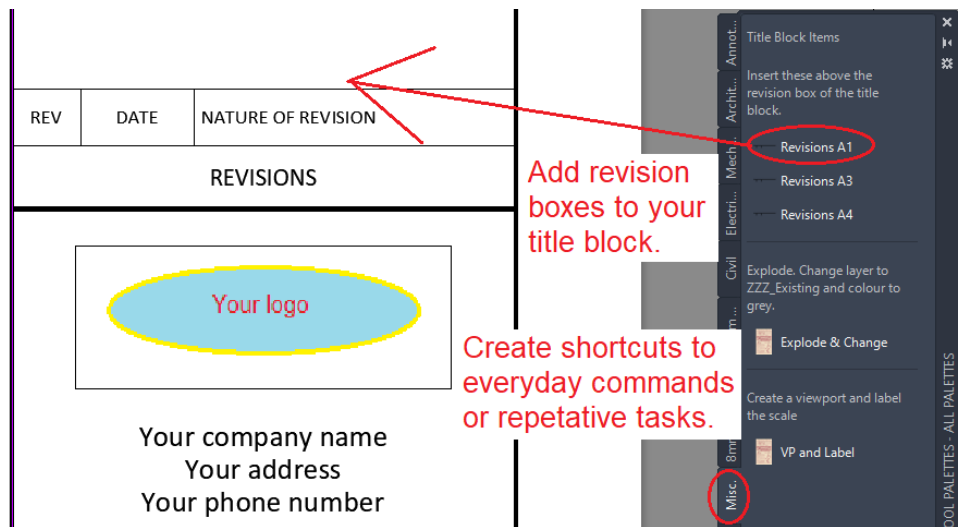 REV DATE NATURE OF REVISION
REVISIONS
Your logo
Your company name
Your address
Your phone number
Add revision
boxes to your
title block.
Create shortcuts to
everyday commands
or repetative tasks.
Annot...
Archit...
Mech...
Electri...
Civil
m ...
8m
Misc.
Title Block Items
Insert these above the
revision box of the title
block.
Revisions A1
Revisions A3
Revisions A4
Explode. Change layer to
ZZZ_Existing and colour to
grey.
Explode & Change
Create a viewport and label
the scale
VP and Label
OOL PALETTES - ALL PALETTES